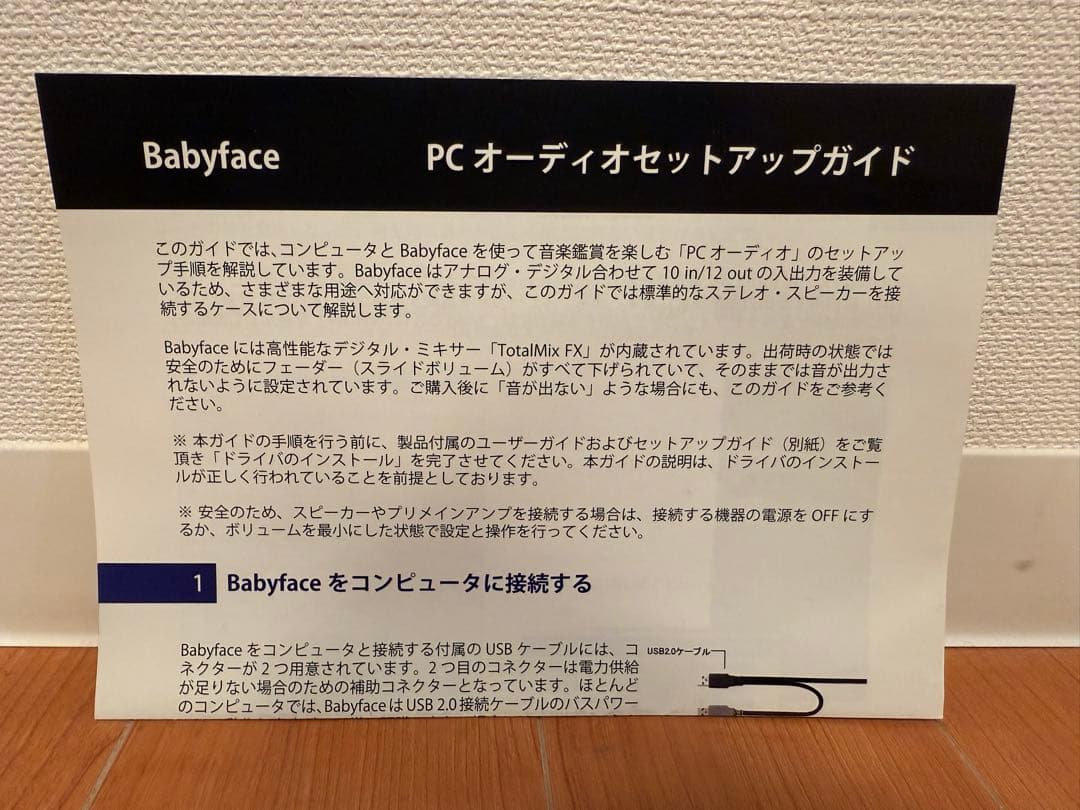 Babyface PC オーディオセットアップガイド
このガイドでは、コンピュータと Babyface を使って音楽鑑賞を楽しむ「PC オーディオ」のセットアッ
プ手順を解説しています。Babyface はアナログ・デジタル合わせて 10 in/12 out の入出力を装備して
いるため、さまざまな用途へ対応ができますが、このガイドでは標準的なステレオ・スピーカーを接
続するケースについて解説します。
Babyface には高性能なデジタル・ミキサー「TotalMix FX」が内蔵されています。出荷時の状態では
安全のためにフェーダー（スライドボリューム）がすべて下げられていて、そのままでは音が出力さ
れないように設定されています。ご購入後に「音が出ない」ような場合にも、このガイドをご参考く
ださい。
※ 本ガイドの手順を行う前に、製品付属のユーザーガイドおよびセットアップガイド（別紙）をご覧
頂き「ドライバのインストール」を完了させてください。本ガイドの説明は、ドライバのインストー
ルが正しく行われていることを前提としております。
※ 安全のため、スピーカーやプリメインアンプを接続する場合は、接続する機器の電源を OFF にす
るか、ボリュームを最小にした状態で設定と操作を行ってください。
1 Babyface をコンピュータに接続する
Babyface をコンピュータと接続する付属の USB ケーブルには、コ
ネクターが 2 つ用意されています。2 つ目のコネクターは電力供給
が足りない場合のための補助コネクターとなっています。ほとんど
のコンピュータでは、Babyface は USB 2.0 接続ケーブルのバスパワー
USB2.0ケーブル